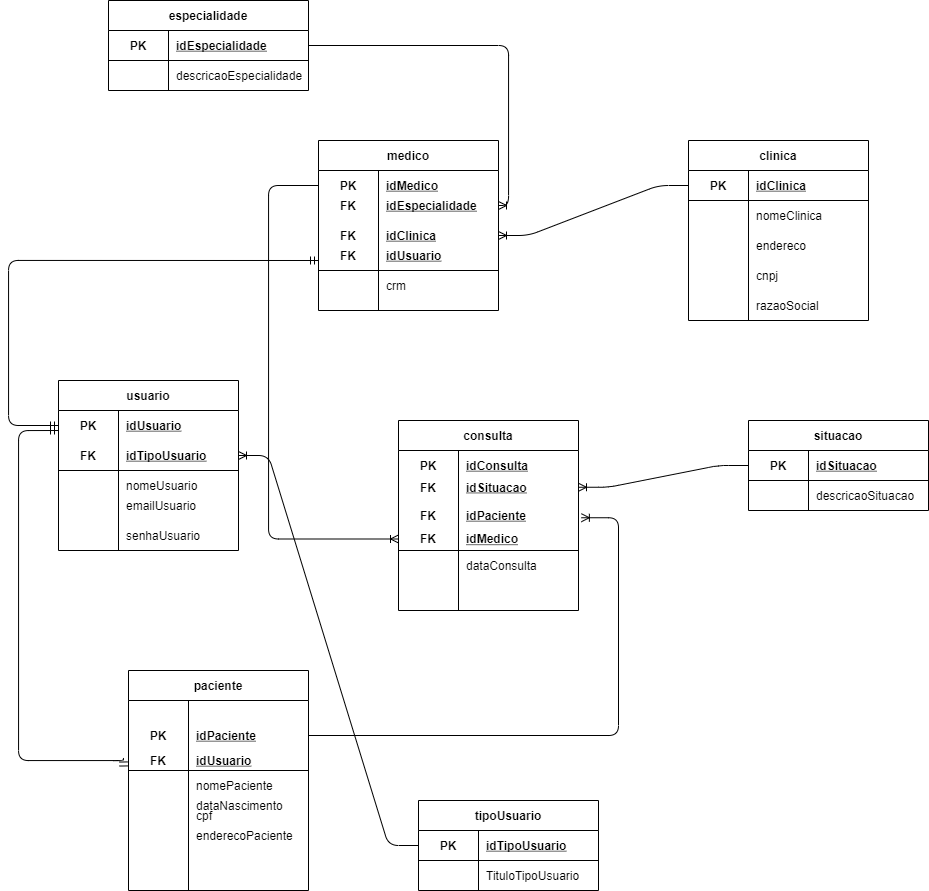 especialidade
PK idEspecialidade
descricaoEspecialidade
medico
PK idMedico
FK idEspecialidade
FK idClinica
FK idUsuario
crm
clinica
PK idClinica
nomeClinica
endereco
cnpj
razaoSocial
usuario
PK idUsuario
FK idTipoUsuario
nomeUsuario
emailUsuario
senhaUsuario
consulta
PK idConsulta
FK idSituacao
FK idPaciente
FK idMedico
dataConsulta
situacao
PK idSituacao
descricaoSituacao
paciente
PK idPaciente
FK idUsuario
nomePaciente
dataNascimento
cpf
enderecoPaciente
tipoUsuario
PK idTipoUsuario
TituloTipoUsuario